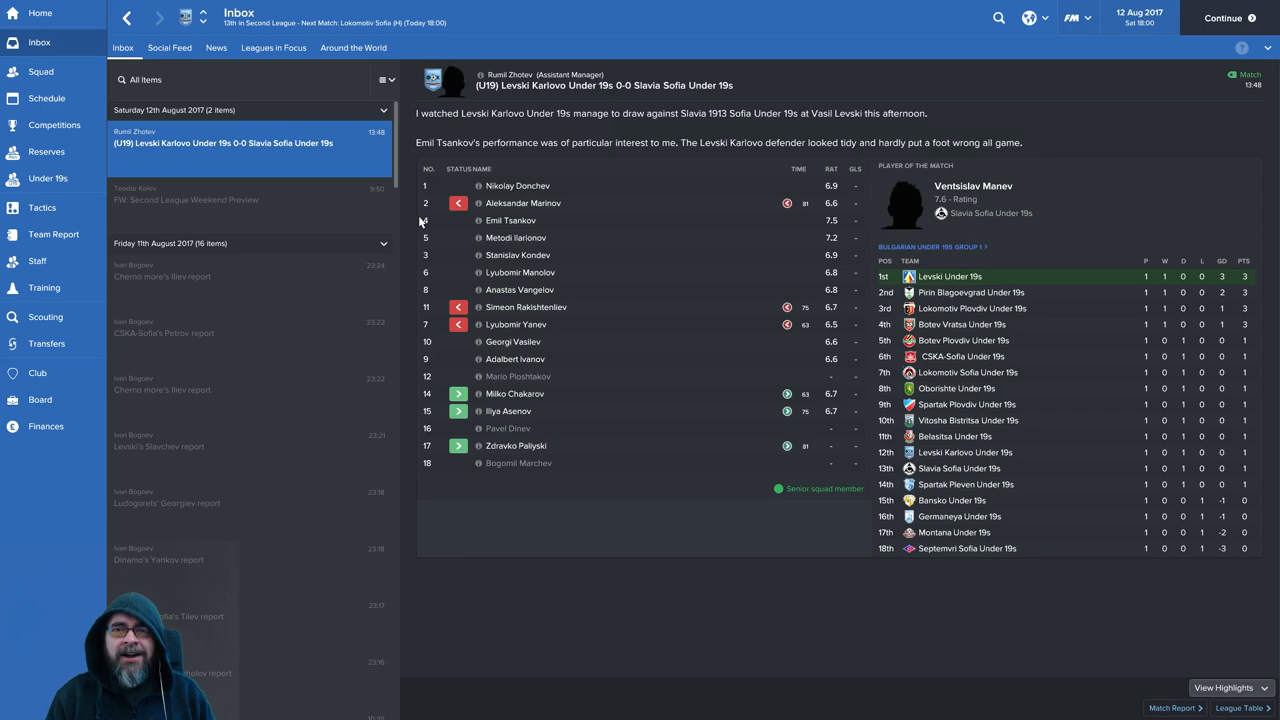 Home
Inbox
Squad
Schedule
Competitions
Reserves
Under 19s
Tactics
Team Report
Staff
Training
Scouting
Transfers
Club
Board
Finances
Inbox
13th in Second League - Next Match: Lokomotiv Sofia (H) (Today 18:00)
FM
12 Aug 2017
Sat 18:00
Continue
Inbox Social Feed News Leagues in Focus Around the World
All Items
Saturday 12th August 2017 (2 items)
Rumil Zhotev 13:48
(U19) Levski Karlovo Under 19s 0-0 Slavia Sofia Under 19s
Teodor Kolev 9:50
FW: Second League Weekend Preview
Friday 11th August 2017 (16 items)
Ivan Bogoev 23:24
Cherno more's Iliev report
Ivan Bogoev 23:22
CSKA-Sofia's Petrov report
Ivan Bogoev 23:22
Cherno more's Iliev report
Ivan Bogoev 23:21
Levski's Slavchev report
Ivan Bogoev 23:18
Ludogorets' Georgiev report
Ivan Bogoev 23:18
Dinamo's Yankov report
23:17
ofia's Tilev report
23:16
holov report
Rumil Zhotev (Assistant Manager)
(U19) Levski Karlovo Under 19s 0-0 Slavia Sofia Under 19s
Match
13:48
I watched Levski Karlovo Under 19s manage to draw against Slavia 1913 Sofia Under 19s at Vasil Levski this afternoon.
Emil Tsankov's performance was of particular interest to me. The Levski Karlovo defender looked tidy and hardly put a foot wrong all game.
NO. STATUS NAME TIME RAT GLS
1 Nikolay Donchev 6.9 -
2 Aleksandar Marinov 81 6.6 -
4 Emil Tsankov 7.5 -
5 Metodi Ilarionov 7.2 -
3 Stanislav Kondev 6.9 -
6 Lyubomir Manolov 6.8 -
8 Anastas Vangelov 6.8 -
11 Simeon Rakishtenliev 75 6.7 -
7 Lyubomir Yanev 63 6.5 -
10 Georgi Vasilev 6.6 -
9 Adalbert Ivanov 6.6 -
12 Mario Ploshtakov - -
14 Milko Chakarov 63 6.7 -
15 Iliya Asenov 75 6.7 -
16 Pavel Dinev - -
17 Zdravko Paliyski 81 - -
18 Bogomil Marchev - -
Senior squad member
PLAYER OF THE MATCH
Ventsislav Manev
7.6 - Rating
Slavia Sofia Under 19s
BULGARIAN UNDER 19S GROUP 1 >
POS TEAM P W D L GD PTS
1st Levski Under 19s 1 1 0 0 3 3
2nd Pirin Blagoevgrad Under 19s 1 1 0 0 2 3
3rd Lokomotiv Plovdiv Under 19s 1 1 0 0 1 3
4th Botev Vratsa Under 19s 1 1 0 0 1 3
5th Botev Plovdiv Under 19s 1 0 1 0 0 1
6th CSKA-Sofia Under 19s 1 0 1 0 0 1
7th Lokomotiv Sofia Under 19s 1 0 1 0 0 1
8th Oborishte Under 19s 1 0 1 0 0 1
9th Spartak Plovdiv Under 19s 1 0 1 0 0 1
10th Vitosha Bistritsa Under 19s 1 0 1 0 0 1
11th Belasitsa Under 19s 1 0 1 0 0 1
12th Levski Karlovo Under 19s 1 0 1 0 0 1
13th Slavia Sofia Under 19s 1 0 1 0 0 1
14th Spartak Pleven Under 19s 1 0 1 0 0 1
15th Bansko Under 19s 1 0 0 1 -1 0
16th Germaneya Under 19s 1 0 0 1 -1 0
17th Montana Under 19s 1 0 0 1 -2 0
18th Septemvri Sofia Under 19s 1 0 0 1 -3 0
View Highlights
Match Report > League Table >